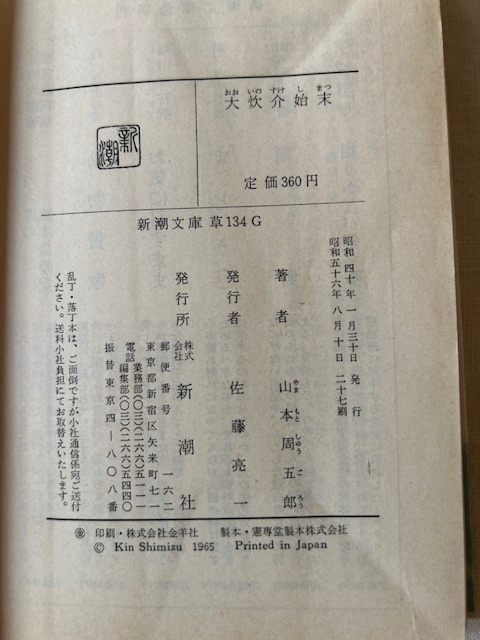 大炊介始末
おおいのすけしまつ
新潮
定価360円
新潮文庫 草134G
昭和四十年一月三十日 発行
昭和五十六年八月十日 二十七刷
著者 山本周五郎
やまもとしゅうごろう
発行者 佐藤亮一
発行所 株式会社 新潮社
郵便番号 一六二
東京都新宿区矢来町七一
電話 業務部(〇三)(二六六)五一一一
編集部(〇三)(二六六)五四四〇
振替東京四―八〇八番
乱丁・落丁本は、ご面倒ですが小社通信係宛ご送付
ください。送料小社負担にてお取替えいたします。
印刷・株式会社金羊社 製本・憲専堂製本株式会社
© Kin Shimizu 1965 Printed in Japan